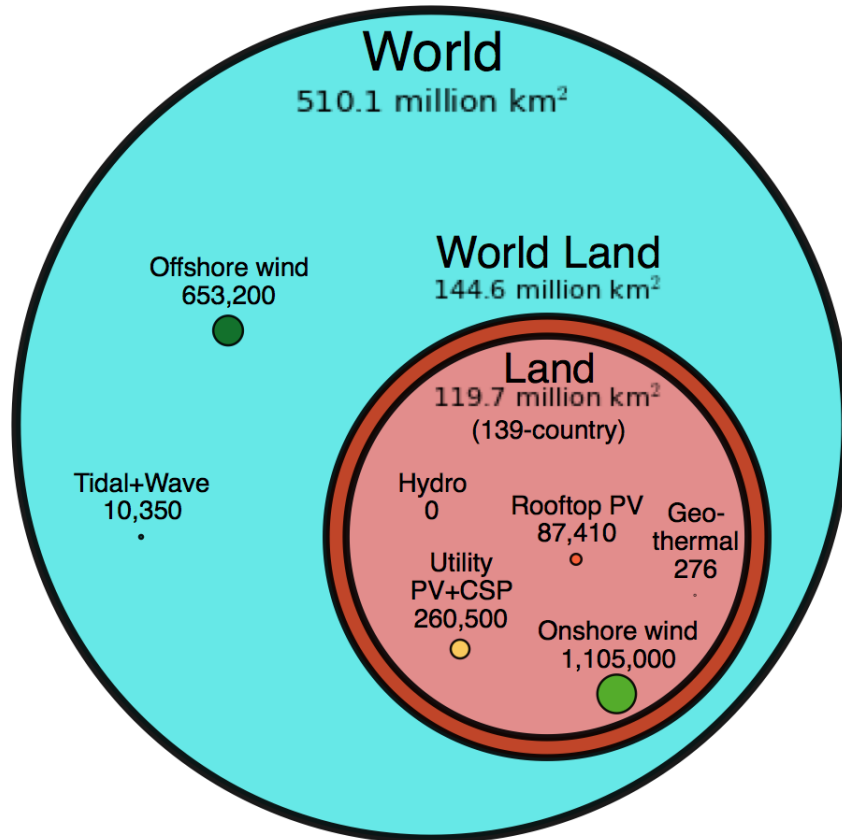 World
510.1 million km²
World Land
144.6 million km²
Offshore wind
653,200
Land
119.7 million km²
(139-country)
Tidal+Wave
10,350
Hydro
0
Rooftop PV
87,410
Geo-
thermal
276
Utility
PV+CSP
260,500
Onshore wind
1,105,000